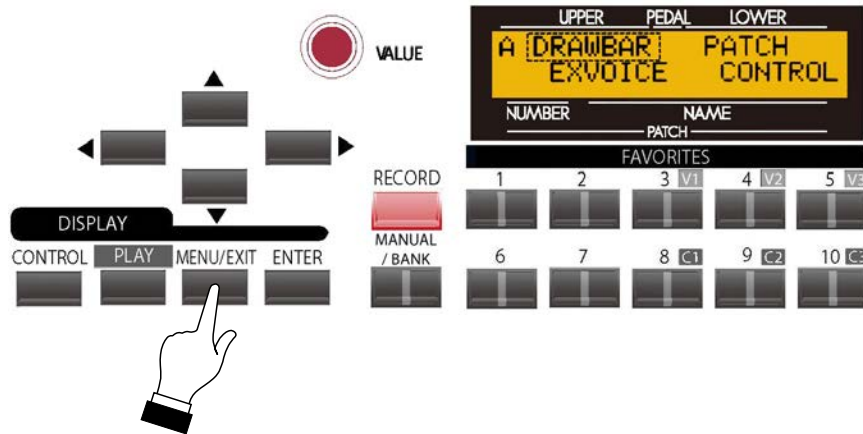 UPPER PEDAL LOWER
VALUE
A DRAWBAR PATCH
EXVOICE CONTROL
NUMBER NAME
PATCH
FAVORITES
RECORD 1 2 3 V1 4 V2 5 V3
DISPLAY
MANUAL
/ BANK
CONTROL PLAY MENU/EXIT ENTER
6 7 8 C1 9 C2 10 C3